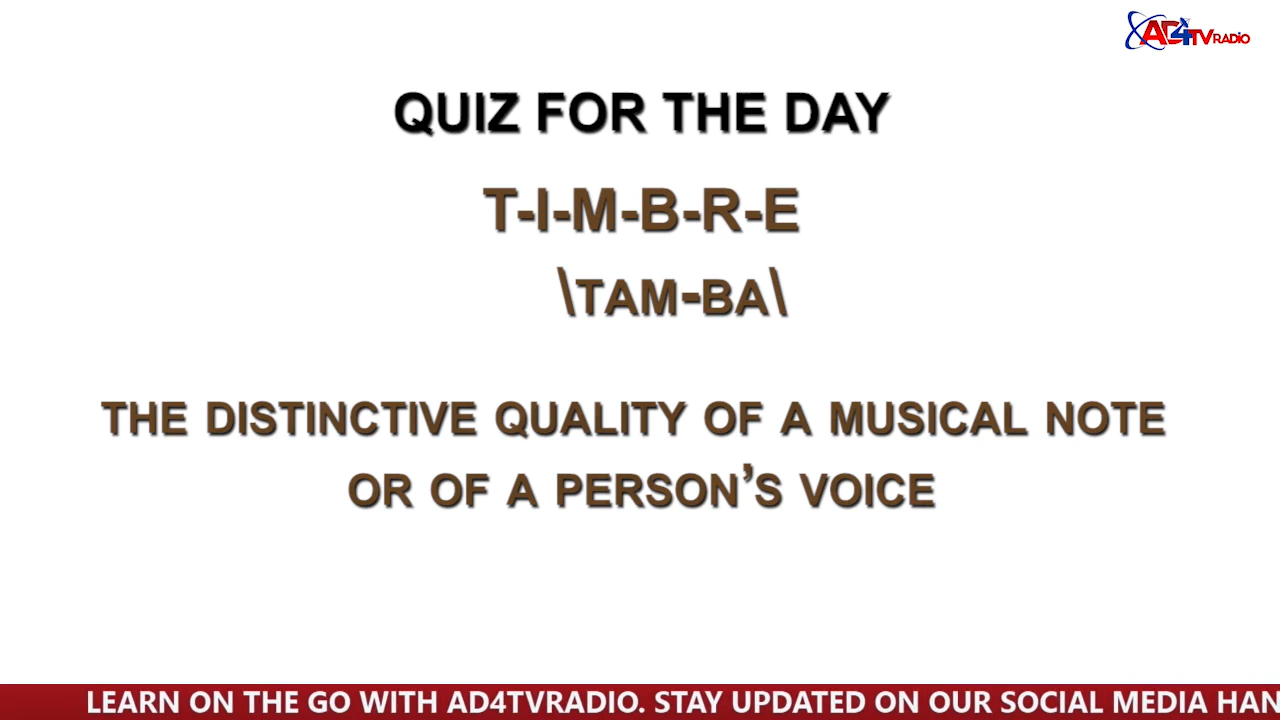 AD4TVRADIO
QUIZ FOR THE DAY
T-I-M-B-R-E
\TAM-BA\
THE DISTINCTIVE QUALITY OF A MUSICAL NOTE
OR OF A PERSON’S VOICE
LEARN ON THE GO WITH AD4TVRADIO. STAY UPDATED ON OUR SOCIAL MEDIA HAN